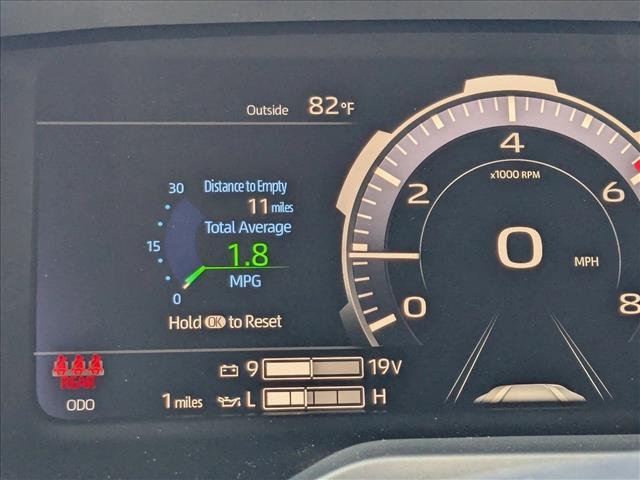 Outside 82°F
30 Distance to Empty
11 miles
15 Total Average
1.8
MPG
0
Hold OK to Reset
REAR
ODO 1 miles
9 19V
L H
0 2 4 6 8
x1000 RPM
0 MPH